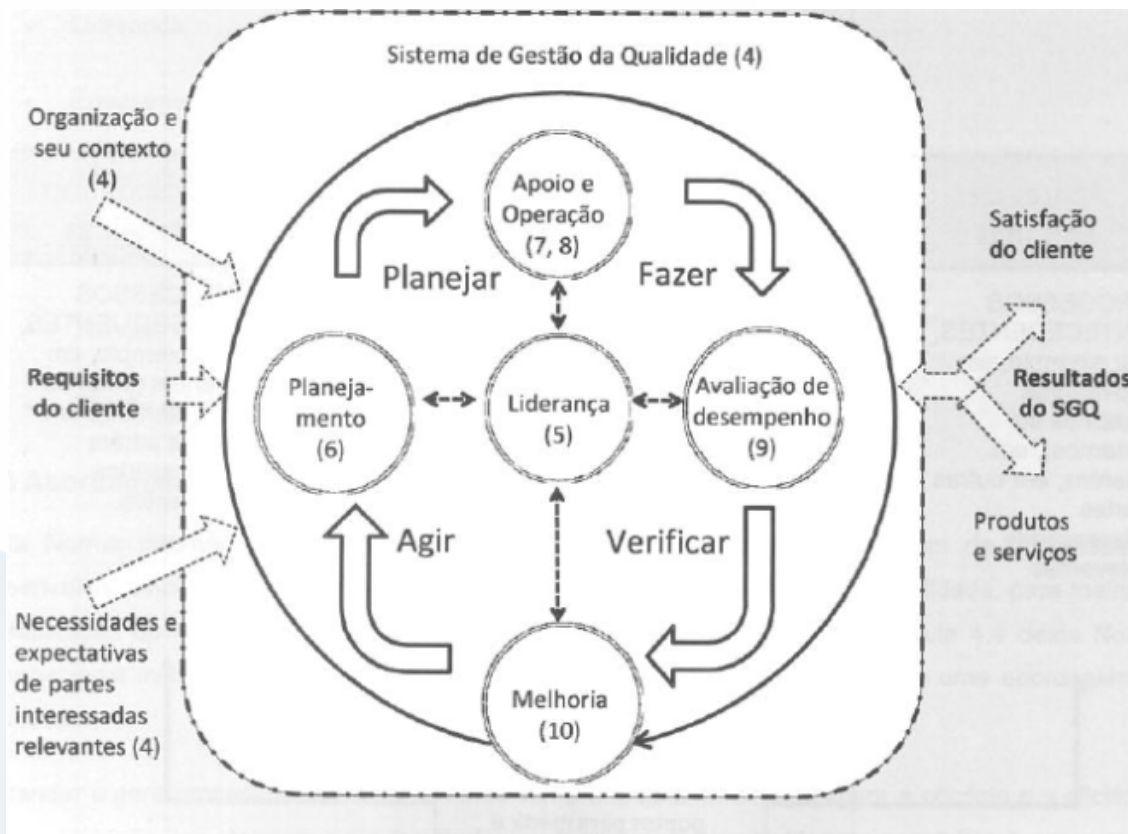 Sistema de Gestão da Qualidade (4)
Organização e
seu contexto
(4)
Apoio e
Operação
(7, 8)
Planejar
Fazer
Satisfação
do cliente
Requisitos
do cliente
Planeja-
mento
(6)
Liderança
(5)
Avaliação de
desempenho
(9)
Resultados
do SGQ
Agir
Verificar
Produtos
e serviços
Necessidades e
expectativas
de partes
interessadas
relevantes (4)
Melhoria
(10)